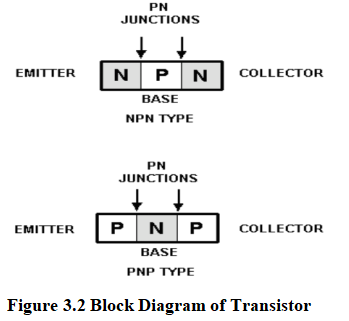 PN
JUNCTIONS
EMITTER N P N COLLECTOR
BASE
NPN TYPE
PN
JUNCTIONS
EMITTER P N P COLLECTOR
BASE
PNP TYPE
Figure 3.2 Block Diagram of Transistor